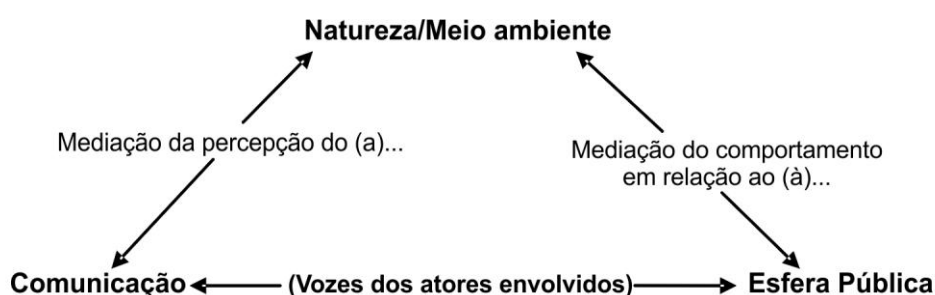 Natureza/Meio ambiente
Mediação da percepção do (a)...
Mediação do comportamento
em relação ao (à)...
Comunicação (Vozes dos atores envolvidos) Esfera Pública